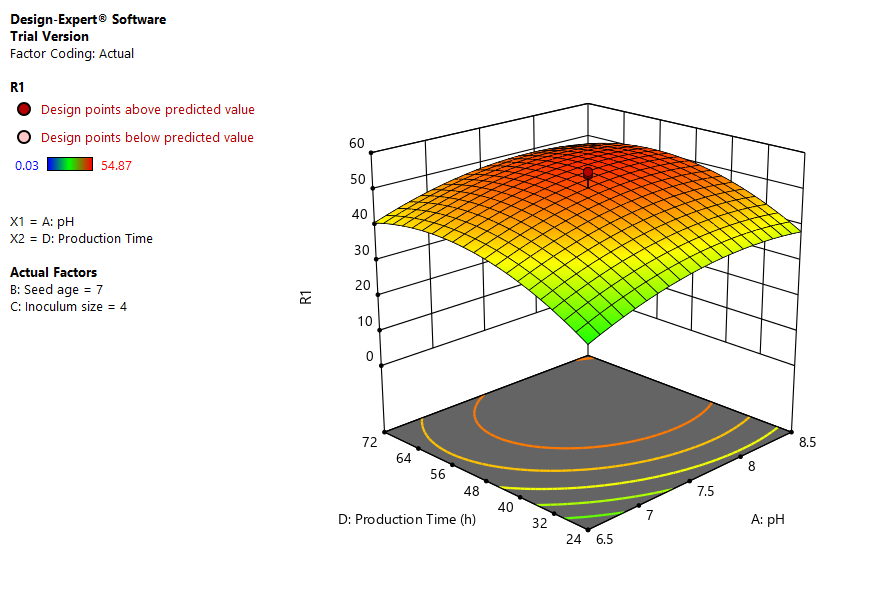 Design-Expert® Software
Trial Version
Factor Coding: Actual
R1
Design points above predicted value
Design points below predicted value
0.03 54.87
X1 = A: pH
X2 = D: Production Time
Actual Factors
B: Seed age = 7
C: Inoculum size = 4
60
50
40
30
20
10
0
R1
72
64
56
48
40
32
24
D: Production Time (h)
6.5
7
7.5
8
8.5
A: pH